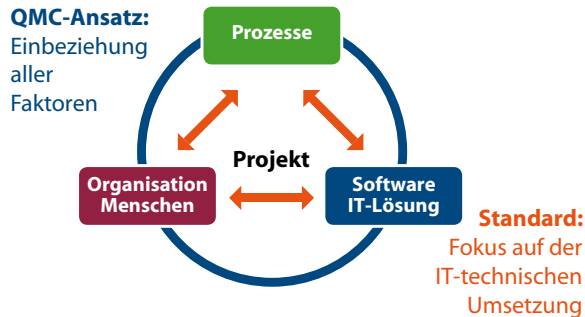 QMC-Ansatz:
Einbeziehung
aller
Faktoren
Prozesse
Projekt
Organisation
Menschen
Software
IT-Lösung
Standard:
Fokus auf der
IT-technischen
Umsetzung